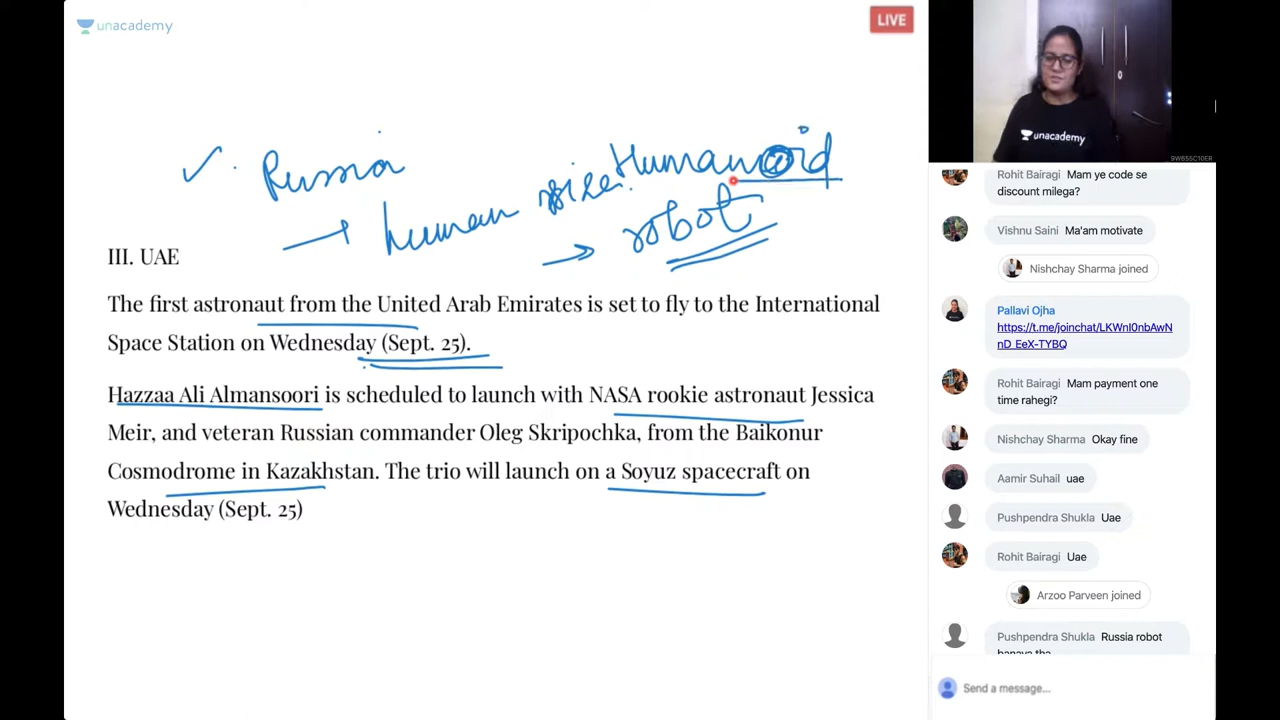 unacademy
LIVE
Russia
Humanoid
→ human size
→ robot
III. UAE
The first astronaut from the United Arab Emirates is set to fly to the International
Space Station on Wednesday (Sept. 25).
Hazzaa Ali Almansoori is scheduled to launch with NASA rookie astronaut Jessica
Meir, and veteran Russian commander Oleg Skripochka, from the Baikonur
Cosmodrome in Kazakhstan. The trio will launch on a Soyuz spacecraft on
Wednesday (Sept. 25)
unacademy
9W855C10ER
Rohit Bairagi Mam ye code se
discount milega?
Vishnu Saini Ma'am motivate
Nishchay Sharma joined
Pallavi Ojha
https://t.me/joinchat/LKWnI0nbAwN
nD_EeX-TYBQ
Rohit Bairagi Mam payment one
time rahegi?
Nishchay Sharma Okay fine
Aamir Suhail uae
Pushpendra Shukla Uae
Rohit Bairagi Uae
Arzoo Parveen joined
Pushpendra Shukla Russia robot
banaya tha
Send a message...